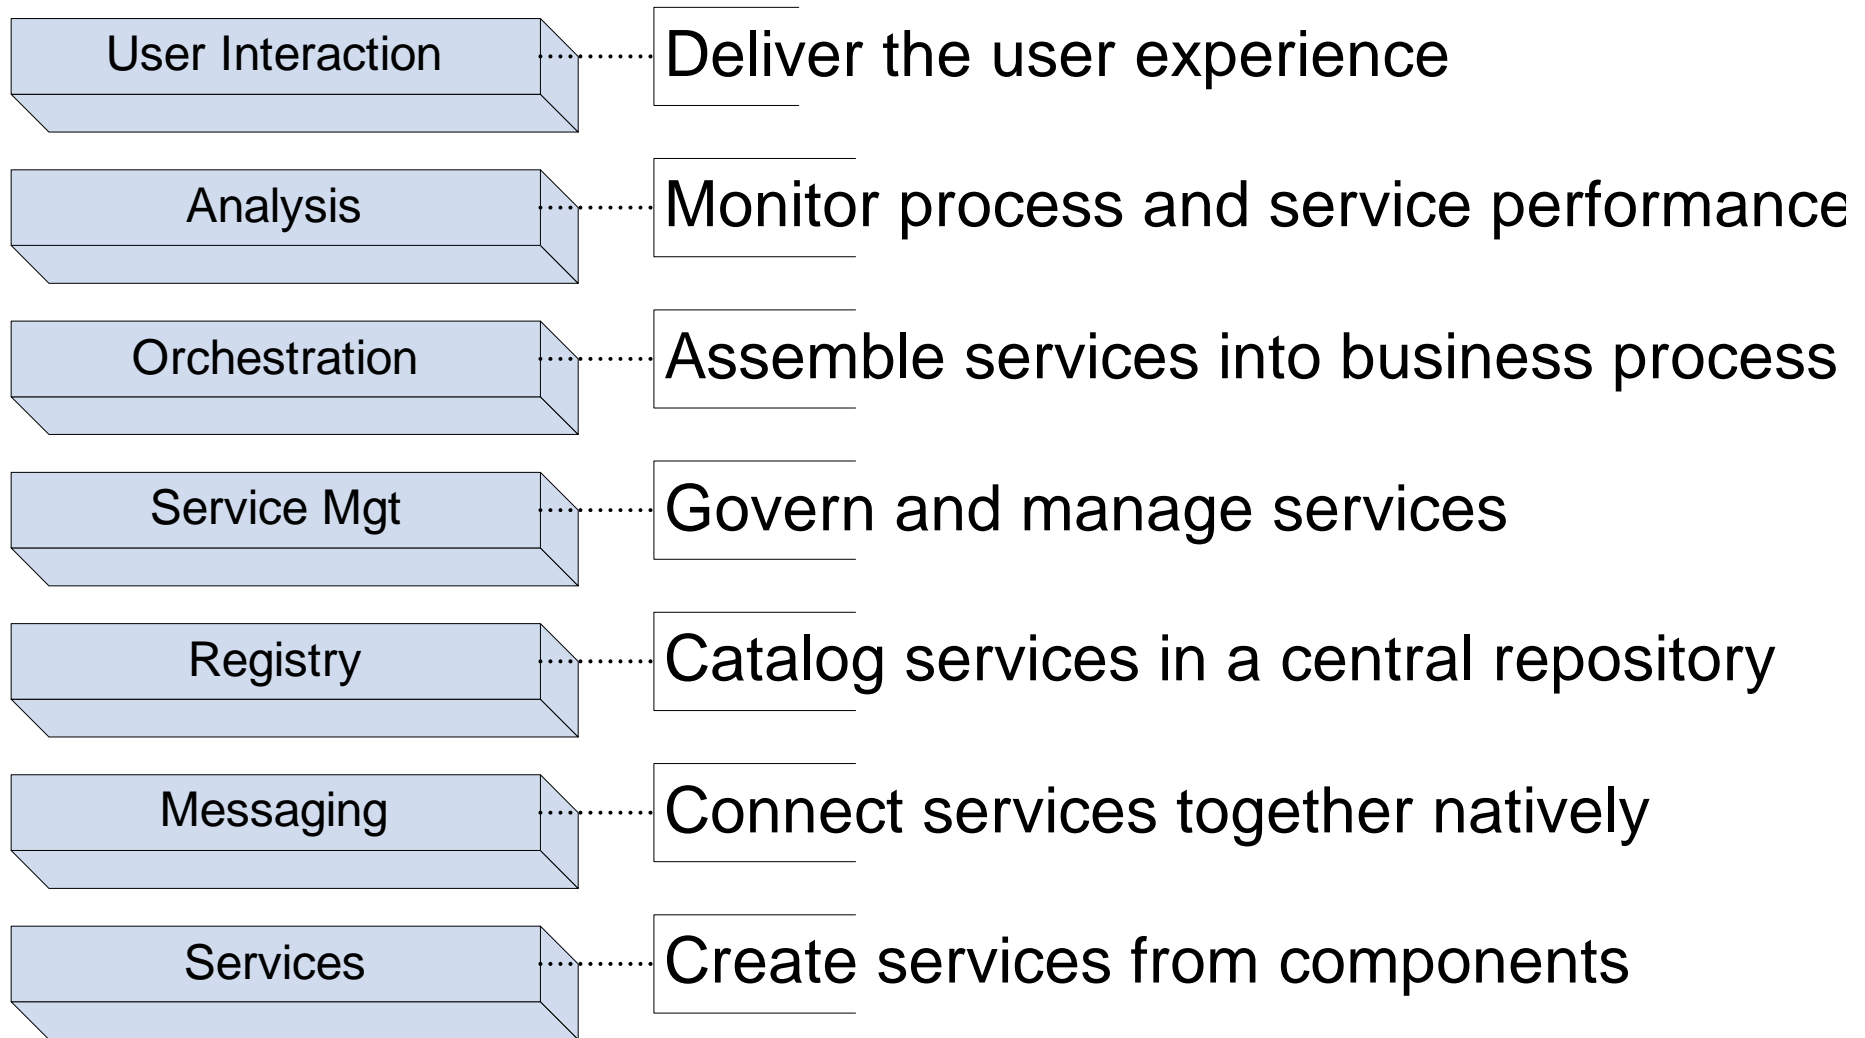 User Interaction
Deliver the user experience
Analysis
Monitor process and service performance
Orchestration
Assemble services into business process
Service Mgt
Govern and manage services
Registry
Catalog services in a central repository
Messaging
Connect services together natively
Services
Create services from components